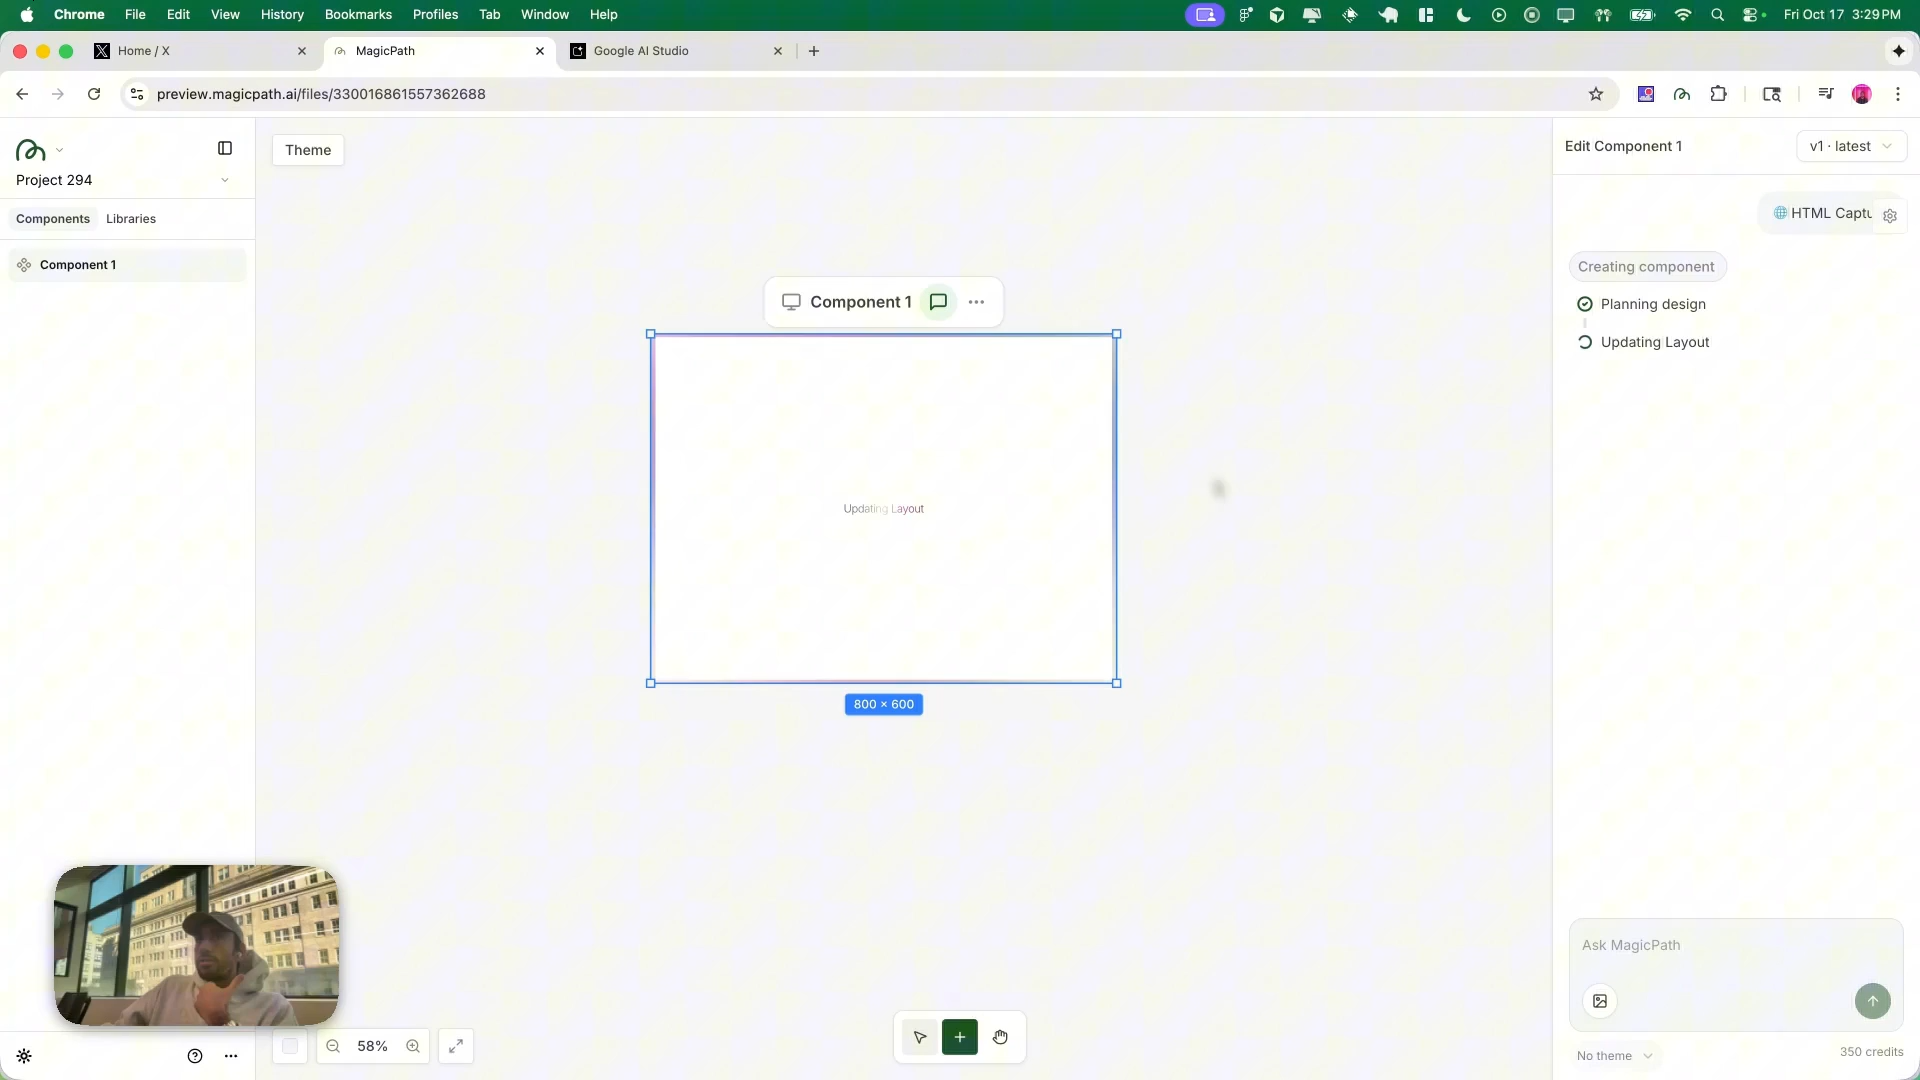 Chrome File Edit View History Bookmarks Profiles Tab Window Help Fri Oct 17 3:29 PM
Home / X MagicPath Google AI Studio
preview.magicpath.ai/files/330016861557362688
Project 294
Components Libraries
Component 1
Theme
Component 1
Updating Layout
800 × 600
58%
Edit Component 1 v1 · latest
HTML Captu
Creating component
Planning design
Updating Layout
Ask MagicPath
No theme 350 credits